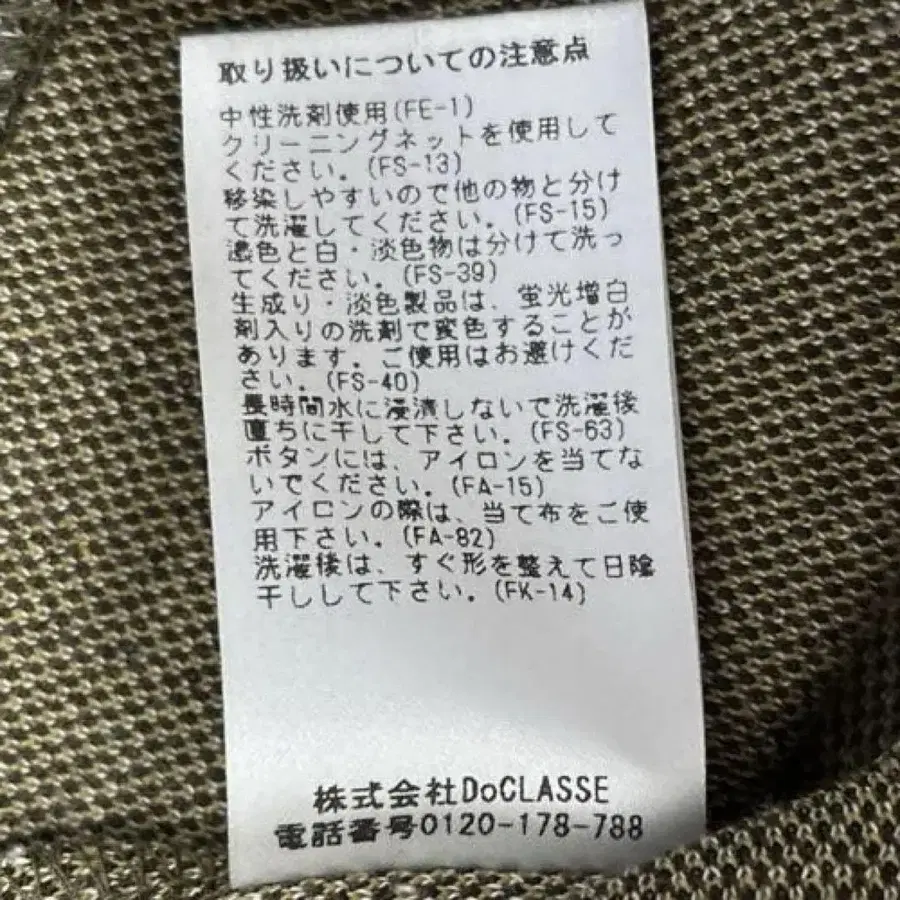 取り扱いについての注意点
中性洗剤使用(FE-1)
クリーニングネットを使用して
ください。(FS-13)
移染しやすいので他の物と分け
て洗濯してください。(FS-15)
濃色と白・淡色物は分けて洗っ
てください。(FS-39)
生成り・淡色製品は、蛍光増白
剤入りの洗剤で変色することが
あります。ご使用はお避けくだ
さい。(FS-40)
長時間水に浸漬しないで洗濯後
直ちに干して下さい。(FS-63)
ボタンには、アイロンを当てな
いでください。(FA-15)
アイロンの際は、当て布をご使
用下さい。(FA-82)
洗濯後は、すぐ形を整えて日陰
干しして下さい。(FK-14)
株式会社DoCLASSE
電話番号0120-178-788